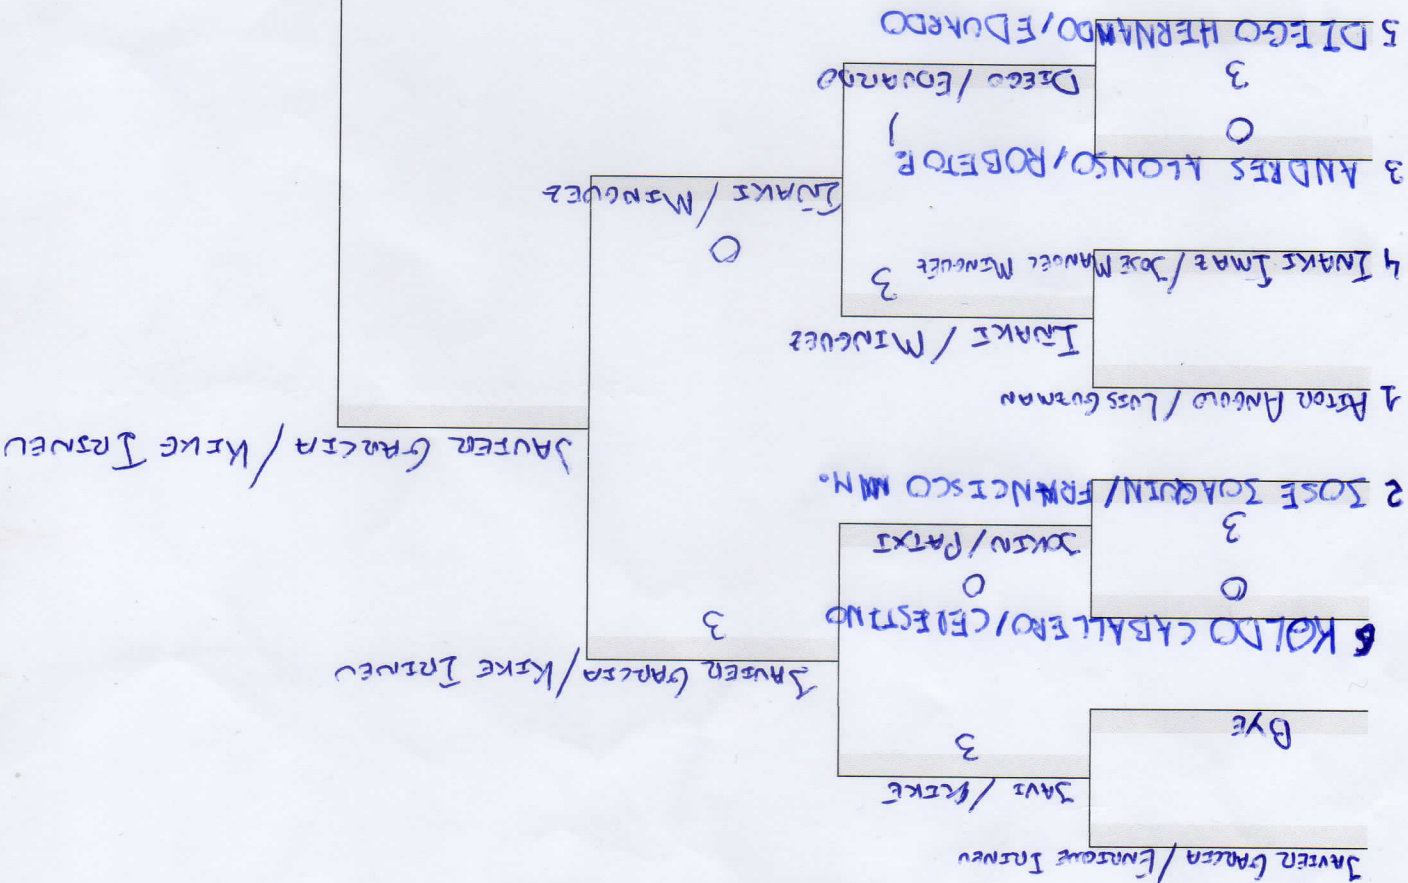 JAVIER GARCIA / ENRIQUE IRINEU
JAVI / KIKE
3
BYE
JAVIER GARCIA / KIKE IRINEU
3
6 KOLDO CABALLERO / CELESTINO
0
0
JOKIN / PATXI
3
2 JOSE JOAQUIN / FRANCISCO
JAVIER GARCIA / KIKE IRINEU
1 AITOR ANGULO / LUIS GUZMAN
IÑAKI / MINGUEZ
3
4 IÑAKI IMAZ / JOSE MANUEL MINGUEZ
0
IÑAKI / MINGUEZ
3 ANDRES ALONSO / ROBETOR
0
1
DIEGO / EDUARDO
3
5 DIEGO HERNANDO / EDUARDO